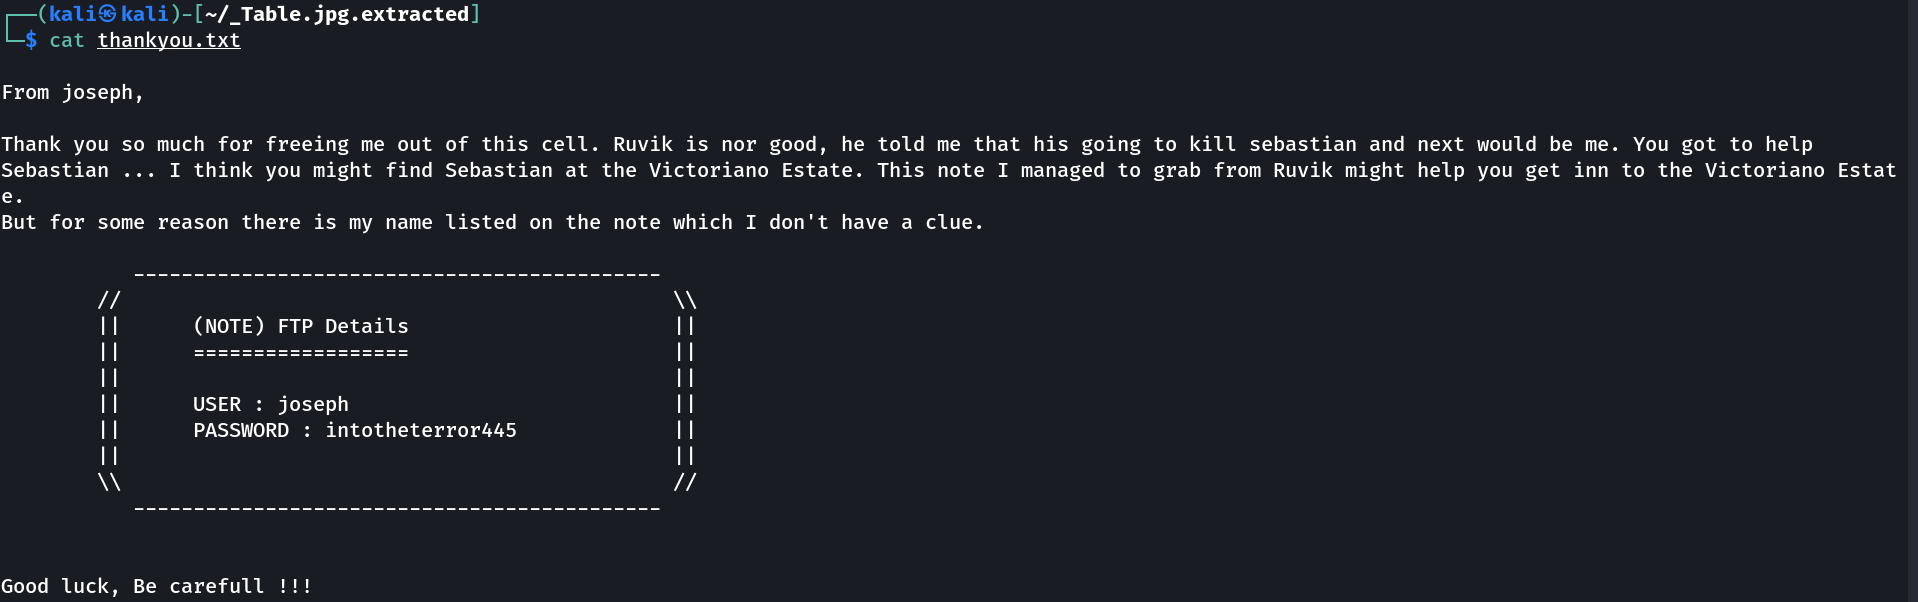 ┌──(kali㉿kali)-[~/_Table.jpg.extracted]
└─$ cat thankyou.txt
From joseph,
Thank you so much for freeing me out of this cell. Ruvik is nor good, he told me that his going to kill sebastian and next would be me. You got to help
Sebastian ... I think you might find Sebastian at the Victoriano Estate. This note I managed to grab from Ruvik might help you get inn to the Victoriano Estat
e.
But for some reason there is my name listed on the note which I don't have a clue.
--------------------------------------------
//                                              \\
||      (NOTE) FTP Details                      ||
||      ==================                      ||
||                                              ||
||      USER : joseph                           ||
||      PASSWORD : intotheterror445             ||
||                                              ||
\\                                              //
--------------------------------------------
Good luck, Be carefull !!!